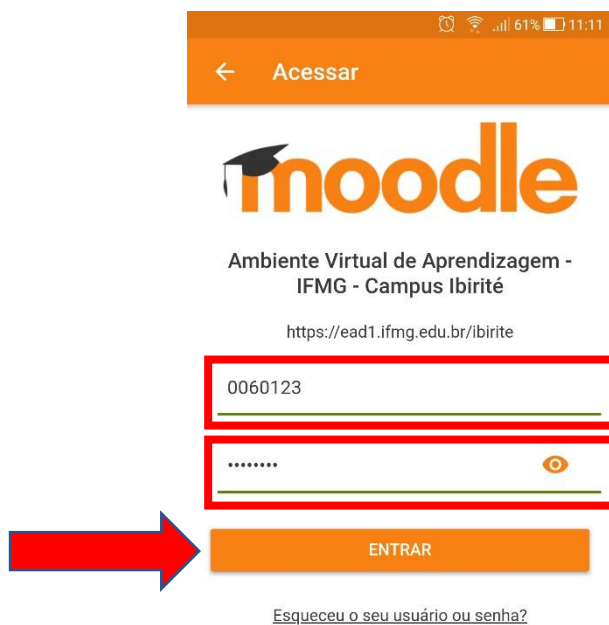 61% 11:11
Acessar
moodle
Ambiente Virtual de Aprendizagem -
IFMG - Campus Ibirité
https://ead1.ifmg.edu.br/ibirite
0060123
••••••••
ENTRAR
Esqueceu o seu usuário ou senha?